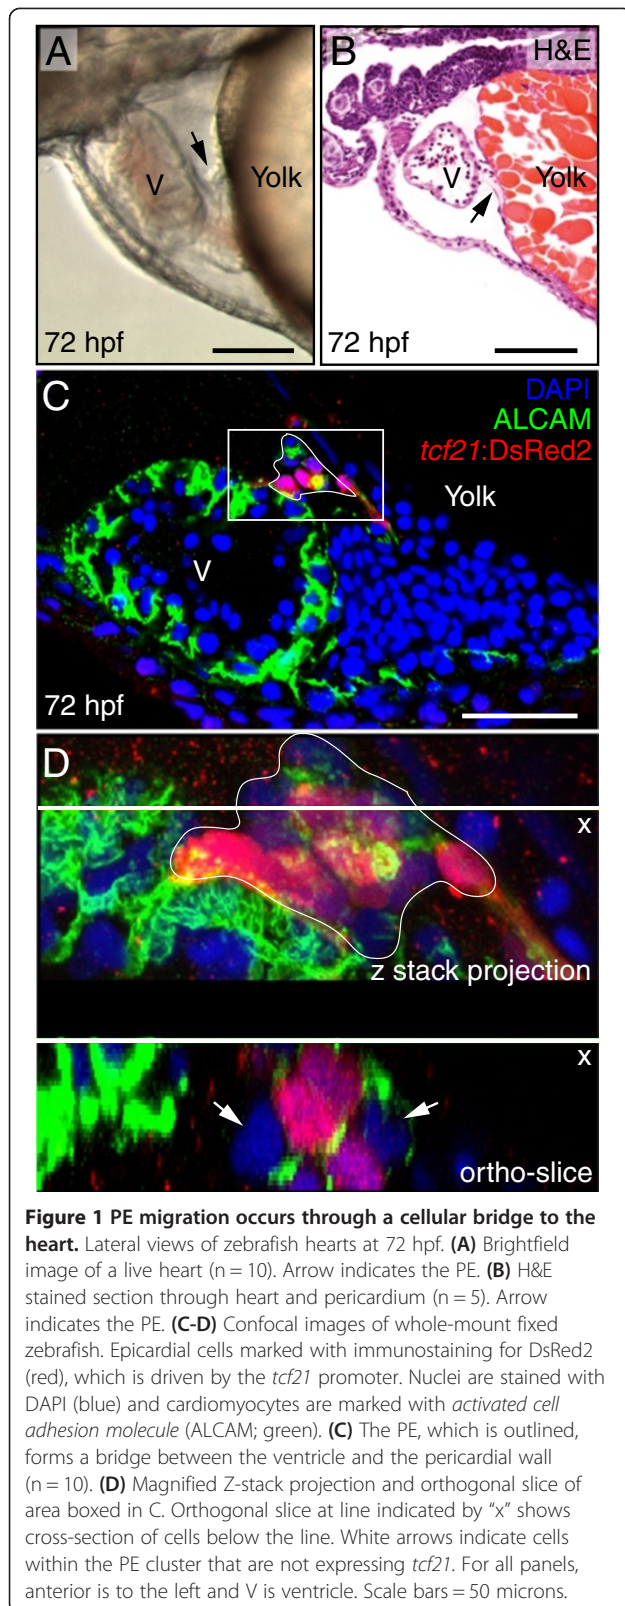 A
V
Yolk
72 hpf
B
H&E
V
Yolk
72 hpf
C
DAPI
ALCAM
tcf21:DsRed2
Yolk
V
72 hpf
D
x
z stack projection
x
ortho-slice
Figure 1 PE migration occurs through a cellular bridge to the
heart. Lateral views of zebrafish hearts at 72 hpf. (A) Brightfield
image of a live heart (n = 10). Arrow indicates the PE. (B) H&E
stained section through heart and pericardium (n = 5). Arrow
indicates the PE. (C-D) Confocal images of whole-mount fixed
zebrafish. Epicardial cells marked with immunostaining for DsRed2
(red), which is driven by the tcf21 promoter. Nuclei are stained with
DAPI (blue) and cardiomyocytes are marked with activated cell
adhesion molecule (ALCAM; green). (C) The PE, which is outlined,
forms a bridge between the ventricle and the pericardial wall
(n = 10). (D) Magnified Z-stack projection and orthogonal slice of
area boxed in C. Orthogonal slice at line indicated by “x” shows
cross-section of cells below the line. White arrows indicate cells
within the PE cluster that are not expressing tcf21. For all panels,
anterior is to the left and V is ventricle. Scale bars = 50 microns.